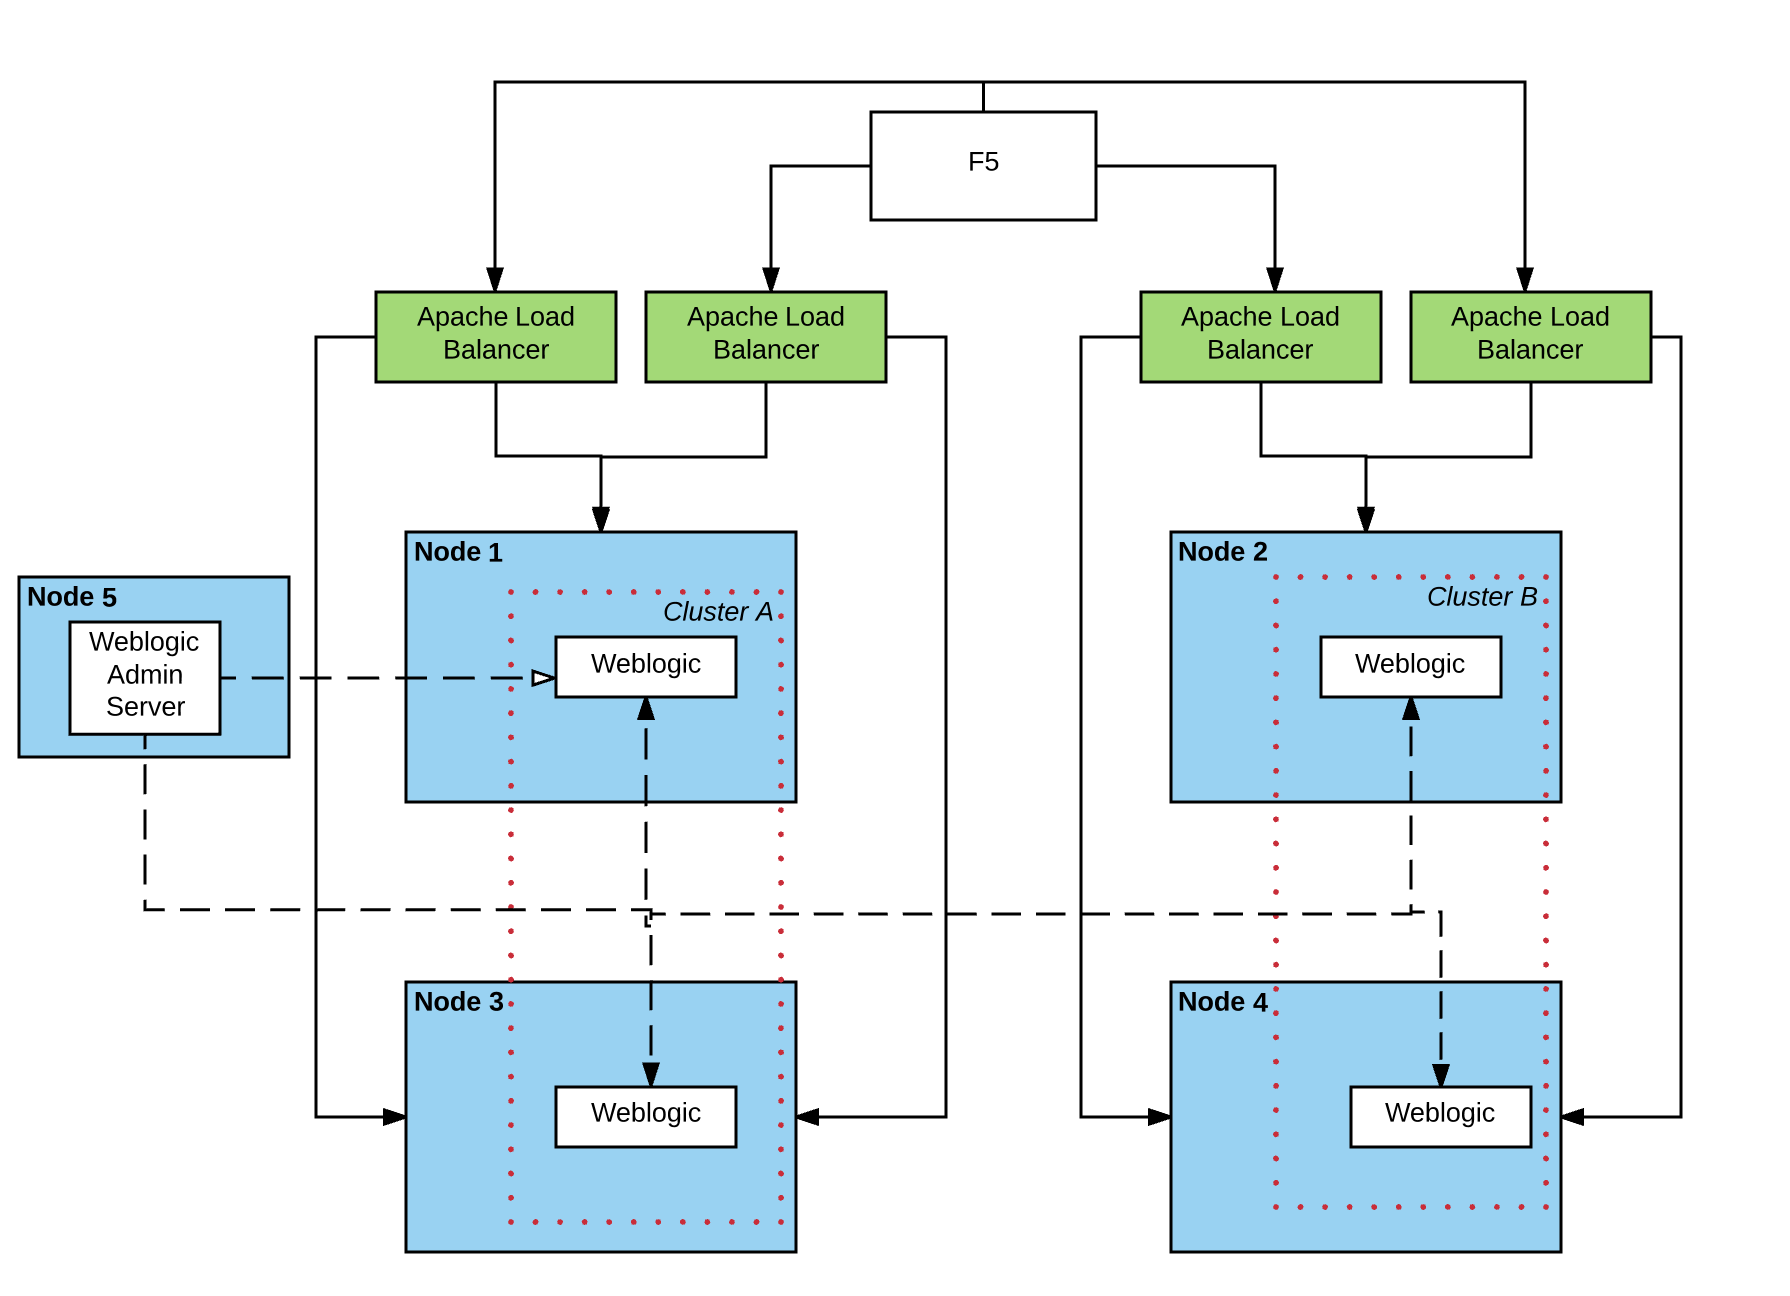 F5
Apache Load
Balancer
Apache Load
Balancer
Apache Load
Balancer
Apache Load
Balancer
Node 1
Cluster A
Weblogic
Node 2
Cluster B
Weblogic
Node 5
Weblogic
Admin
Server
Node 3
Weblogic
Node 4
Weblogic